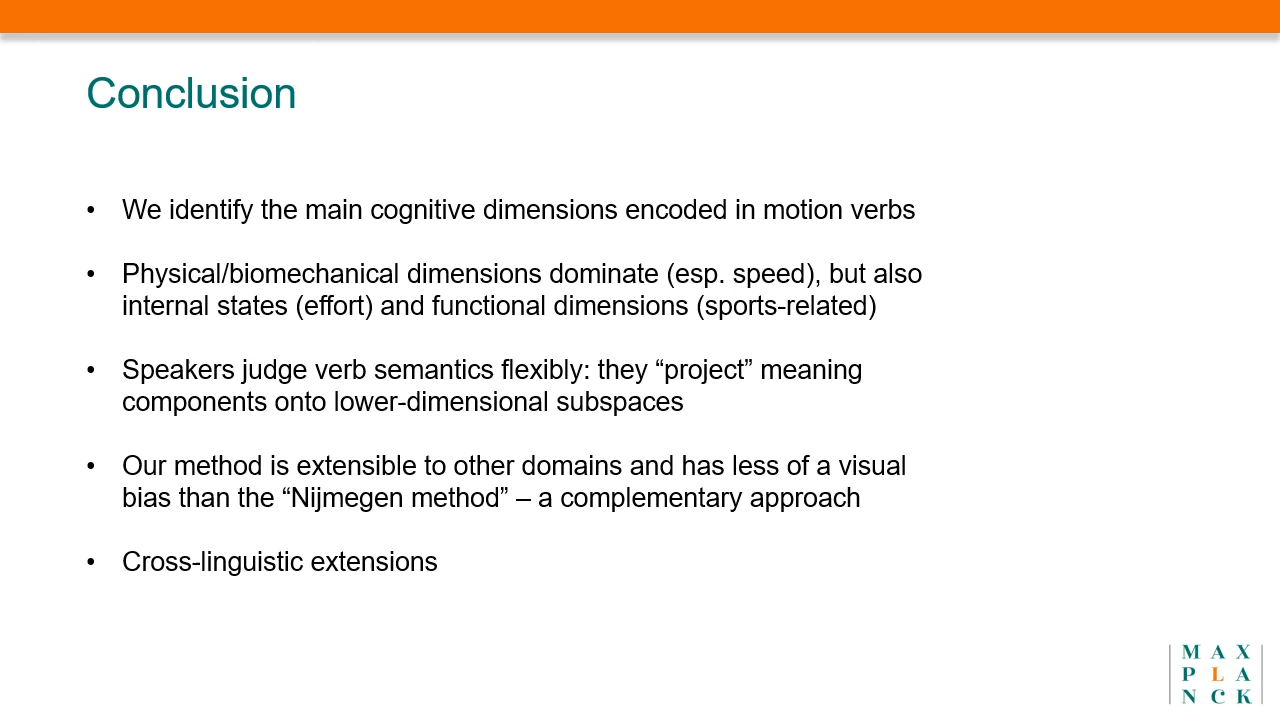 Conclusion
• We identify the main cognitive dimensions encoded in motion verbs
• Physical/biomechanical dimensions dominate (esp. speed), but also
internal states (effort) and functional dimensions (sports-related)
• Speakers judge verb semantics flexibly: they “project” meaning
components onto lower-dimensional subspaces
• Our method is extensible to other domains and has less of a visual
bias than the “Nijmegen method” – a complementary approach
• Cross-linguistic extensions
MAX
PLA
NCK